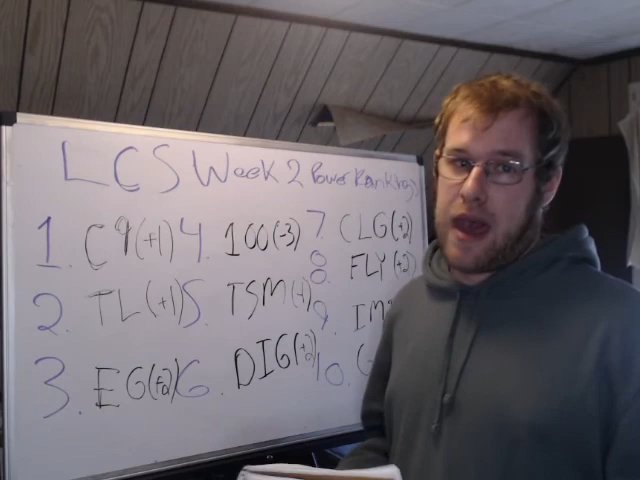 LCS Week 2 Power Rankings
1. C9(+1)
2. TL(+1)
3. EG(+2)
4. 100(-3)
5. TSM(-1)
6. DIG(+2)
7. CLG(+2)
8 FLY(+2)
9. IM
10. G